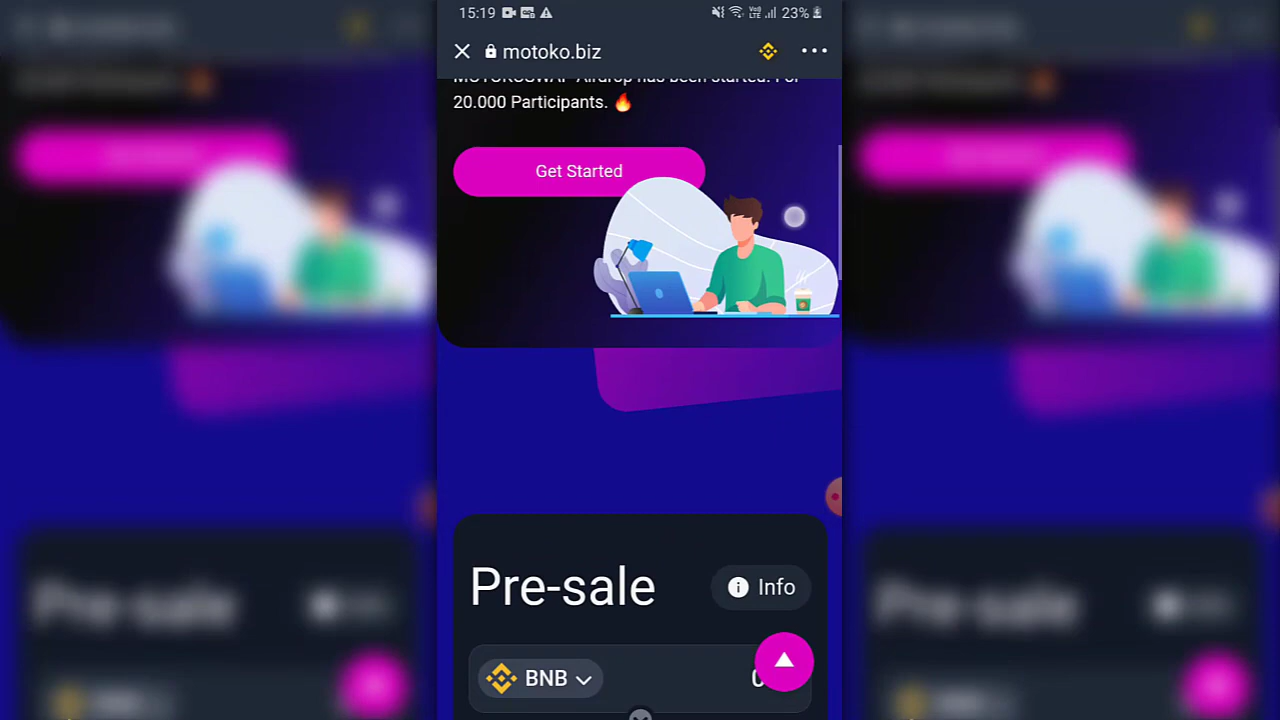 15:19 23%
motoko.biz
MOTOKOSWAP Airdrop has been started. For
20.000 Participants. 🔥
Get Started
Pre-sale
Info
BNB